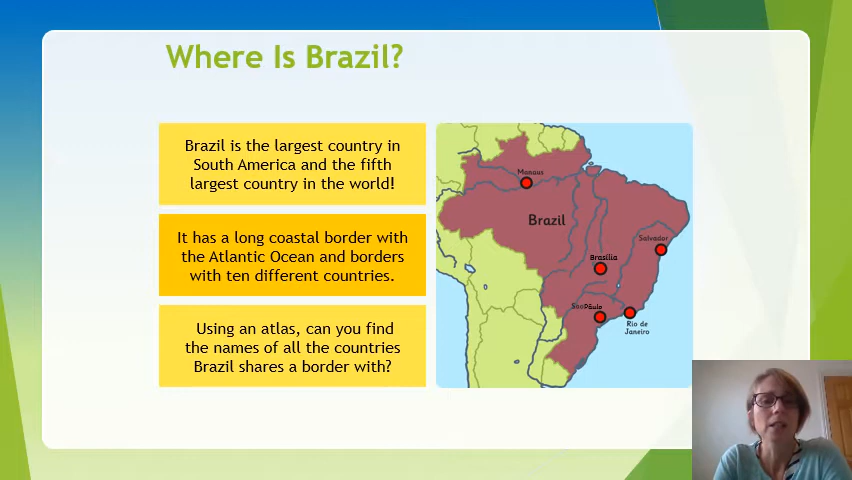 Where Is Brazil?
Brazil is the largest country in
South America and the fifth
largest country in the world!
It has a long coastal border with
the Atlantic Ocean and borders
with ten different countries.
Using an atlas, can you find
the names of all the countries
Brazil shares a border with?
Manaus
Brazil
Salvador
Brasília
Sao Páulo
Rio de
Janeiro